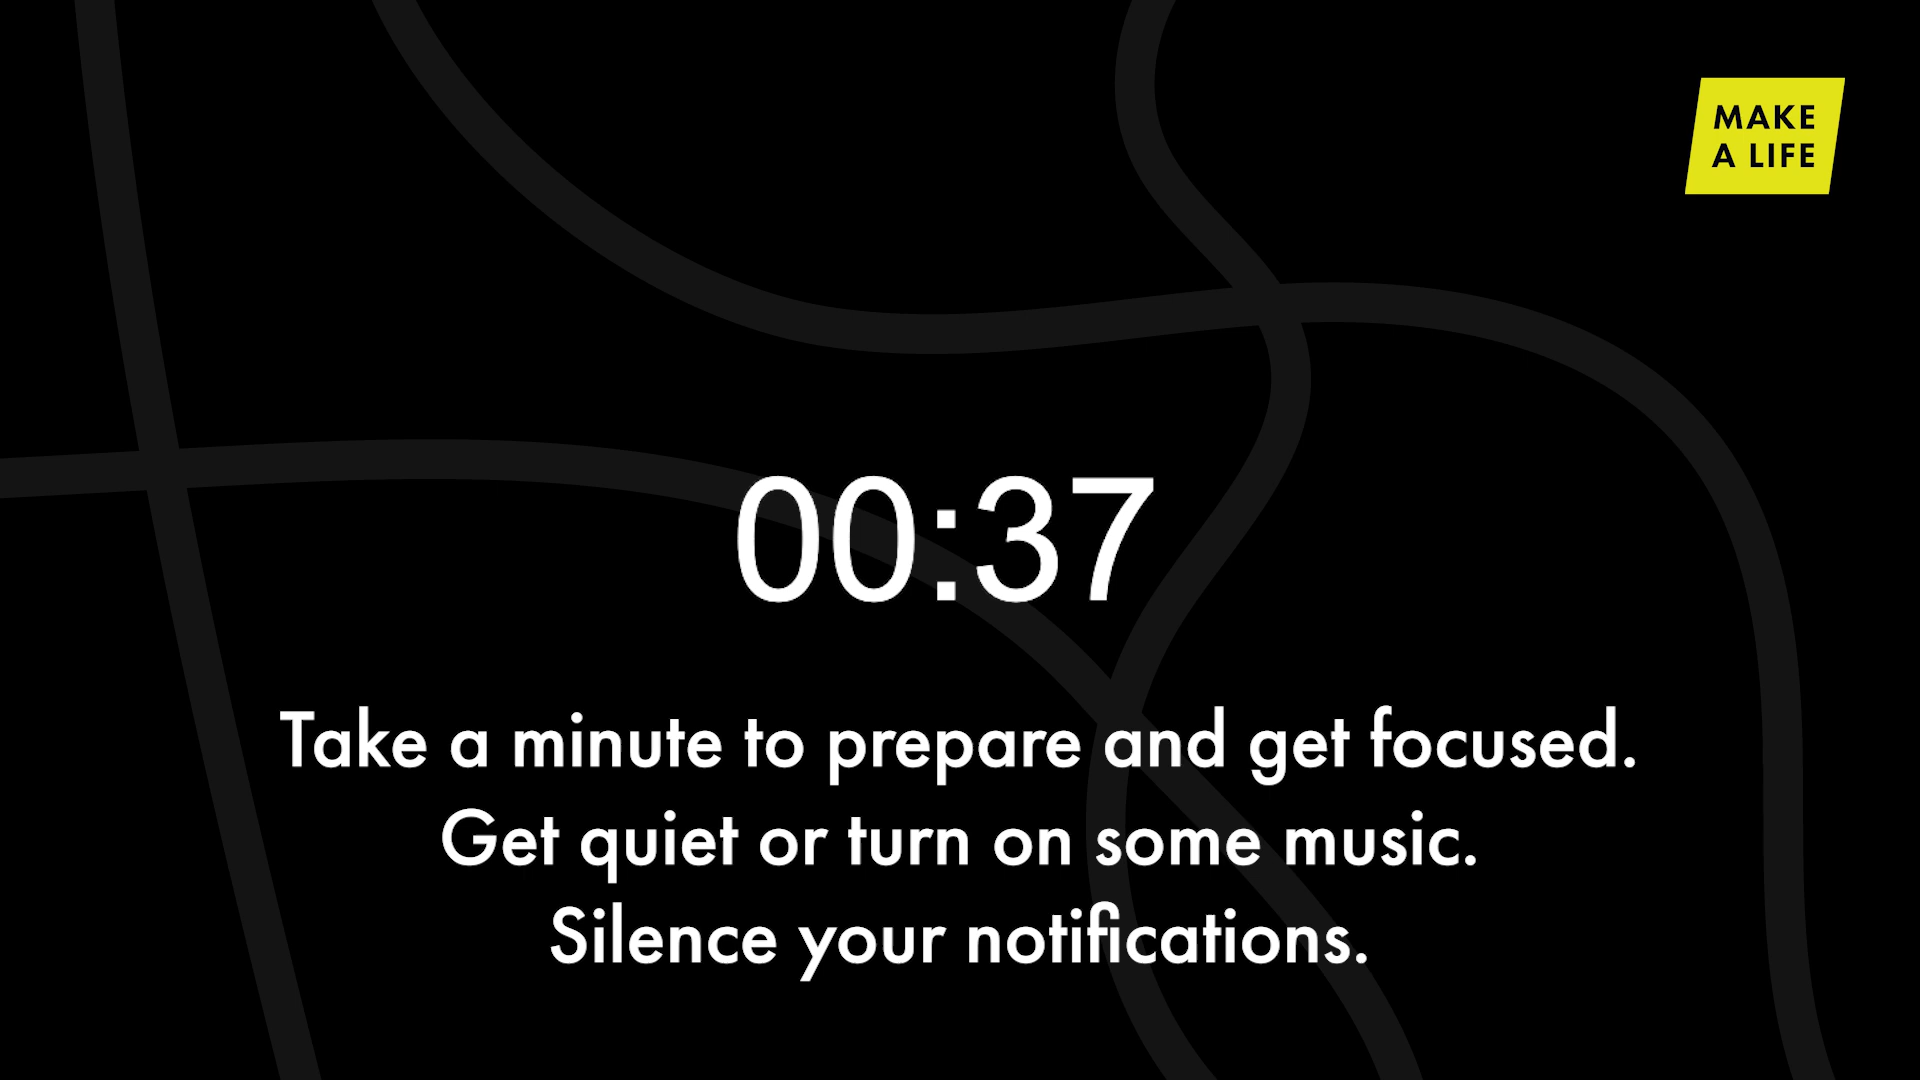 MAKE
A LIFE
00:37
Take a minute to prepare and get focused.
Get quiet or turn on some music.
Silence your notifications.